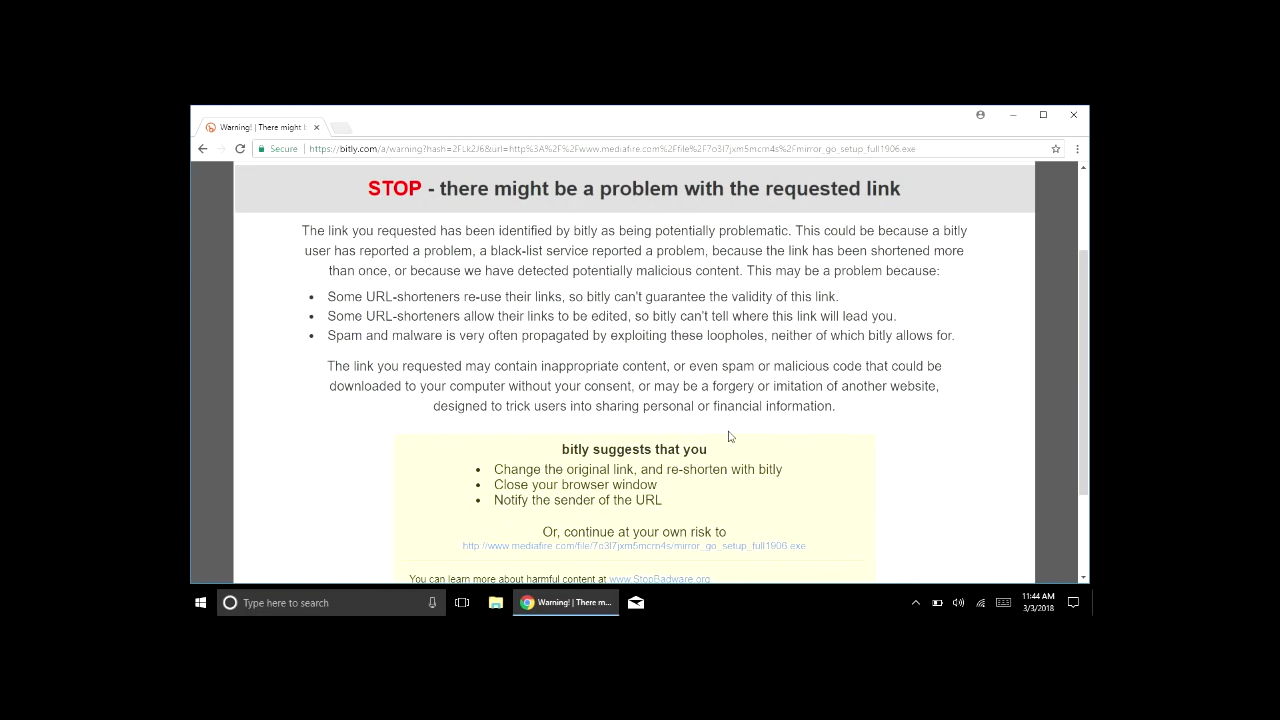 Warning! | There might b
Secure
https://bitly.com/a/warning?hash=2FLk2J6&url=http%3A%2F%2Fwww.mediafire.com%2Ffile%2F7o3l7jxm5mcm4s%2Fmirror_go_setup_full1906.exe
STOP - there might be a problem with the requested link
The link you requested has been identified by bitly as being potentially problematic. This could be because a bitly
user has reported a problem, a black-list service reported a problem, because the link has been shortened more
than once, or because we have detected potentially malicious content. This may be a problem because:
• Some URL-shorteners re-use their links, so bitly can't guarantee the validity of this link.
• Some URL-shorteners allow their links to be edited, so bitly can't tell where this link will lead you.
• Spam and malware is very often propagated by exploiting these loopholes, neither of which bitly allows for.
The link you requested may contain inappropriate content, or even spam or malicious code that could be
downloaded to your computer without your consent, or may be a forgery or imitation of another website,
designed to trick users into sharing personal or financial information.
bitly suggests that you
• Change the original link, and re-shorten with bitly
• Close your browser window
• Notify the sender of the URL
Or, continue at your own risk to
http://www.mediafire.com/file/7o3l7jxm5mcm4s/mirror_go_setup_full1906.exe
You can learn more about harmful content at www.StopBadware.org
Type here to search
Warning! | There m...
11:44 AM
3/3/2018